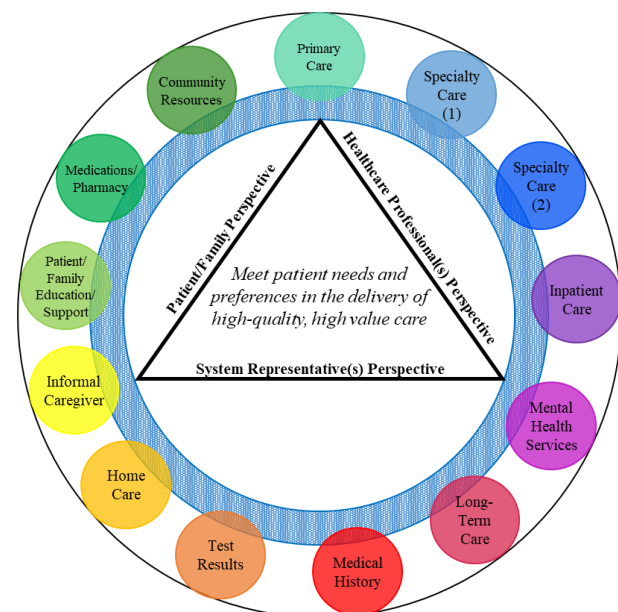 Primary
Care
Specialty
Care
(1)
Specialty
Care
(2)
Inpatient
Care
Mental
Health
Services
Long-
Term
Care
Medical
History
Test
Results
Home
Care
Informal
Caregiver
Patient/
Family
Education/
Support
Medications/
Pharmacy
Community
Resources
Patient/Family Perspective
Healthcare Professional(s) Perspective
Meet patient needs and
preferences in the delivery of
high-quality, high value care
System Representative(s) Perspective